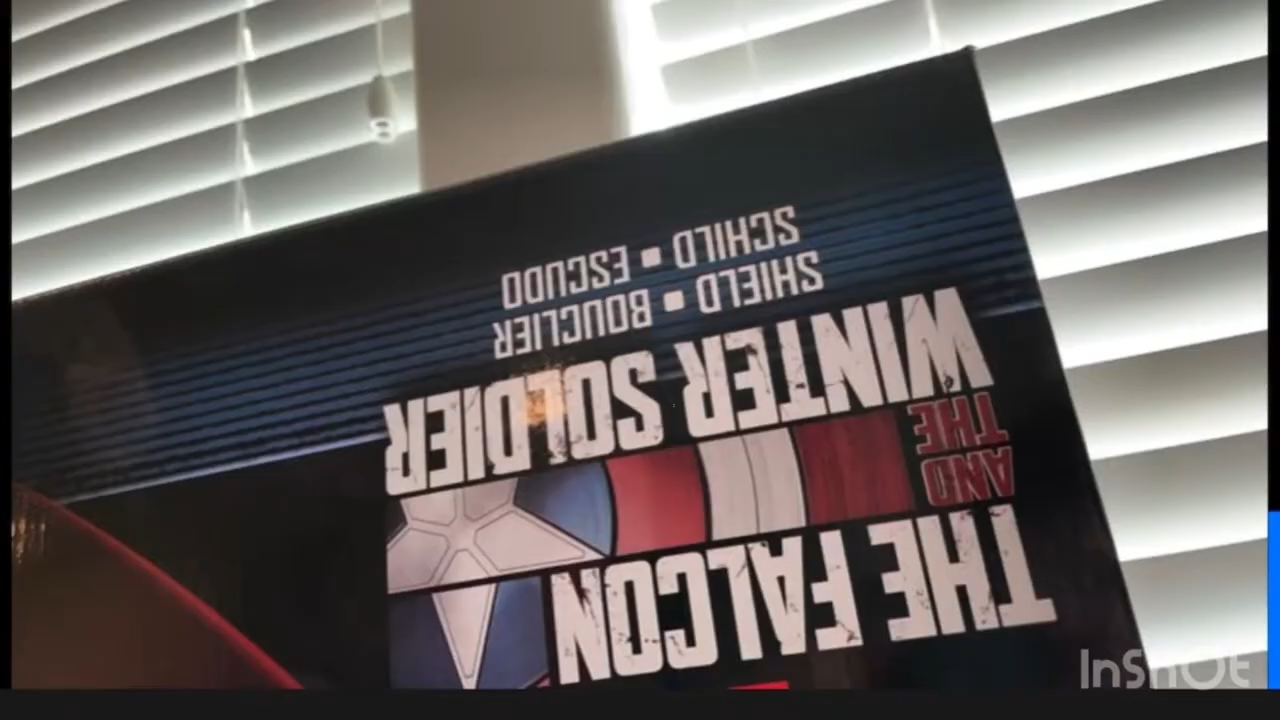 THE FALCON
AND
THE
WINTER SOLDIER
SHIELD • BOUCLIER
SCHILD • ESCUDO
InShOt